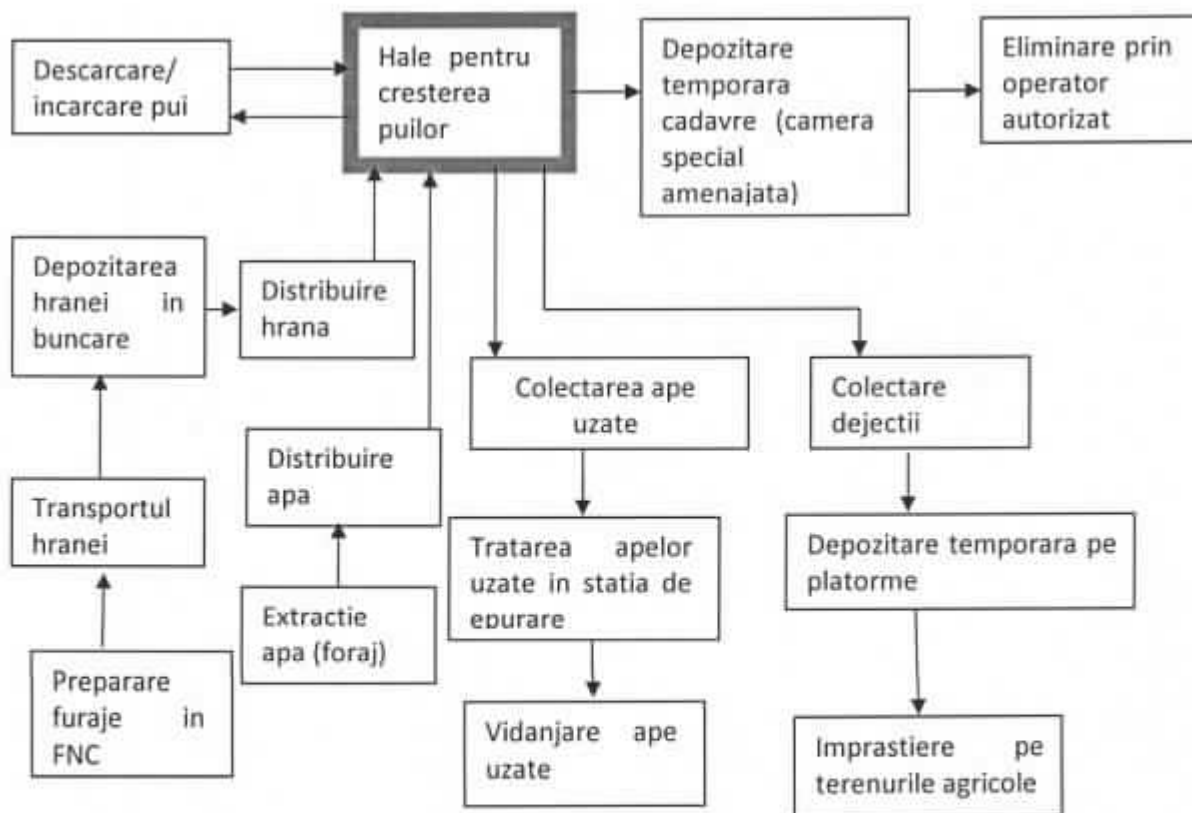 Descarcare/
incarcare pui
Hale pentru
cresterea
puilor
Depozitare
temporara
cadavre (camera
special
amenajata)
Eliminare prin
operator
autorizat
Depozitarea
hranei in
buncare
Distribuire
hrana
Colectarea ape
uzate
Colectare
dejectii
Distribuire
apa
Transportul
hranei
Tratarea apelor
uzate in statia de
epurare
Depozitare temporara pe
platorme
Extractie
apa (foraj)
Preparare
furaje in
FNC
Vidanjare ape
uzate
Imprastiere pe
terenurile agricole